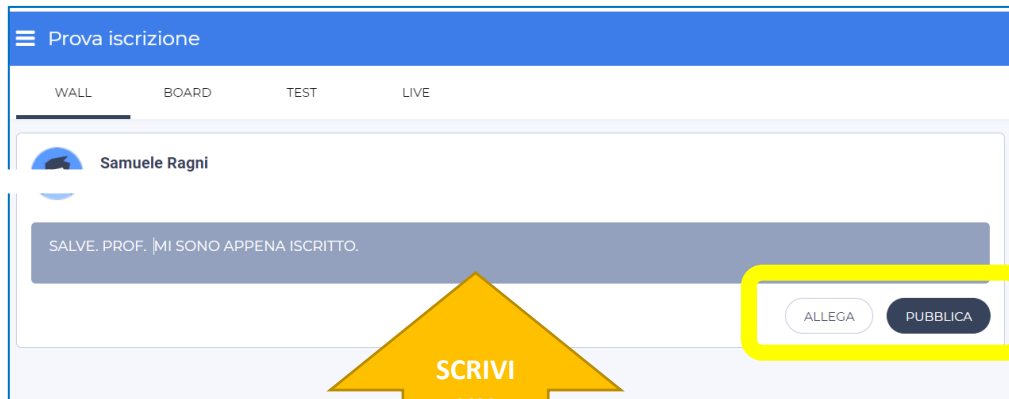 Prova iscrizione
WALL BOARD TEST LIVE
Samuele Ragni
SALVE. PROF. MI SONO APPENA ISCRITTO.
ALLEGA PUBBLICA
SCRIVI